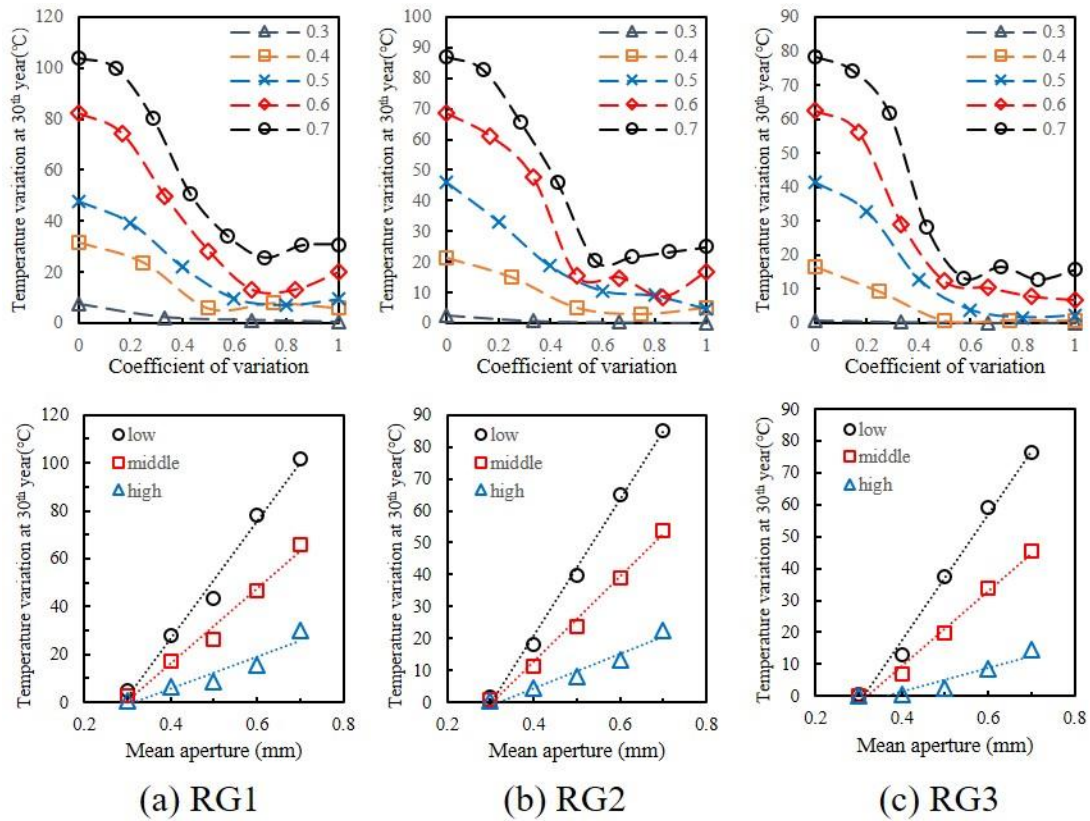 Temperature variation at 30th year(℃)
120
100
80
60
40
20
0
0.3
0.4
0.5
0.6
0.7
0 0.2 0.4 0.6 0.8 1
Coefficient of variation
Temperature variation at 30th year(℃)
100
90
80
70
60
50
40
30
20
10
0
0.3
0.4
0.5
0.6
0.7
0 0.2 0.4 0.6 0.8 1
Coefficient of variation
Temperature variation at 30th year(℃)
90
80
70
60
50
40
30
20
10
0
0.3
0.4
0.5
0.6
0.7
0 0.2 0.4 0.6 0.8 1
Coefficient of variation
Temperature variation at 30th year(℃)
120
100
80
60
40
20
0
low
middle
high
0.2 0.4 0.6 0.8
Mean aperture (mm)
Temperature variation at 30th year(℃)
90
80
70
60
50
40
30
20
10
0
low
middle
high
0.2 0.4 0.6 0.8
Mean aperture (mm)
Temperature variation at 30th year(℃)
90
80
70
60
50
40
30
20
10
0
low
middle
high
0.2 0.4 0.6 0.8
Mean aperture (mm)
(a) RG1
(b) RG2
(c) RG3